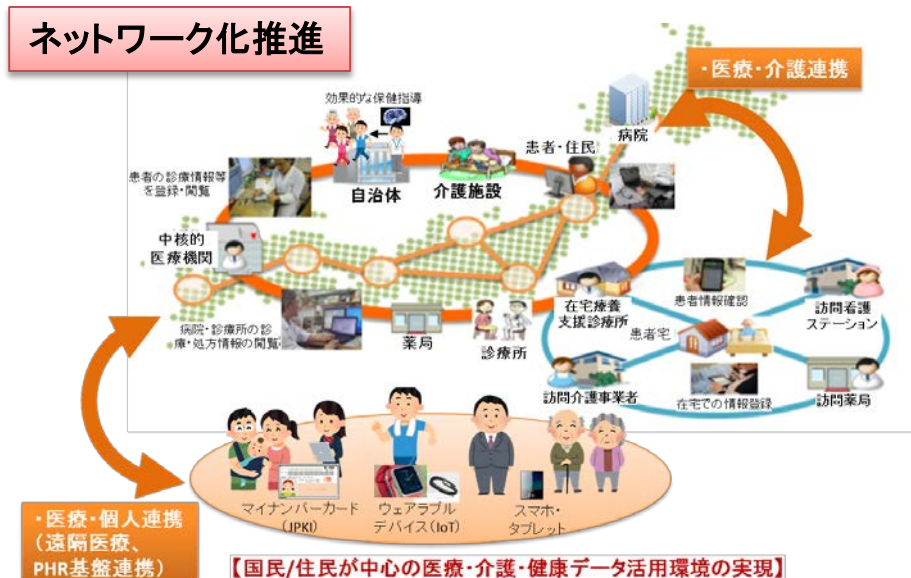 ネットワーク化推進
・医療・介護連携
効果的な保健指導
病院
患者・住民
患者の診療情報等
を登録・閲覧
自治体
介護施設
中核的
医療機関
病院・診療所の診
療・処方情報の閲覧
薬局
診療所
在宅療養
支援診療所
患者情報確認
訪問看護
ステーション
患者宅
訪問介護事業者
在宅での情報登録
訪問薬局
マイナンバーカード
(JPKI)
ウェアラブル
デバイス(IoT)
スマホ・
タブレット
・医療・個人連携
(遠隔医療、
PHR基盤連携)
【国民/住民が中心の医療・介護・健康データ活用環境の実現】